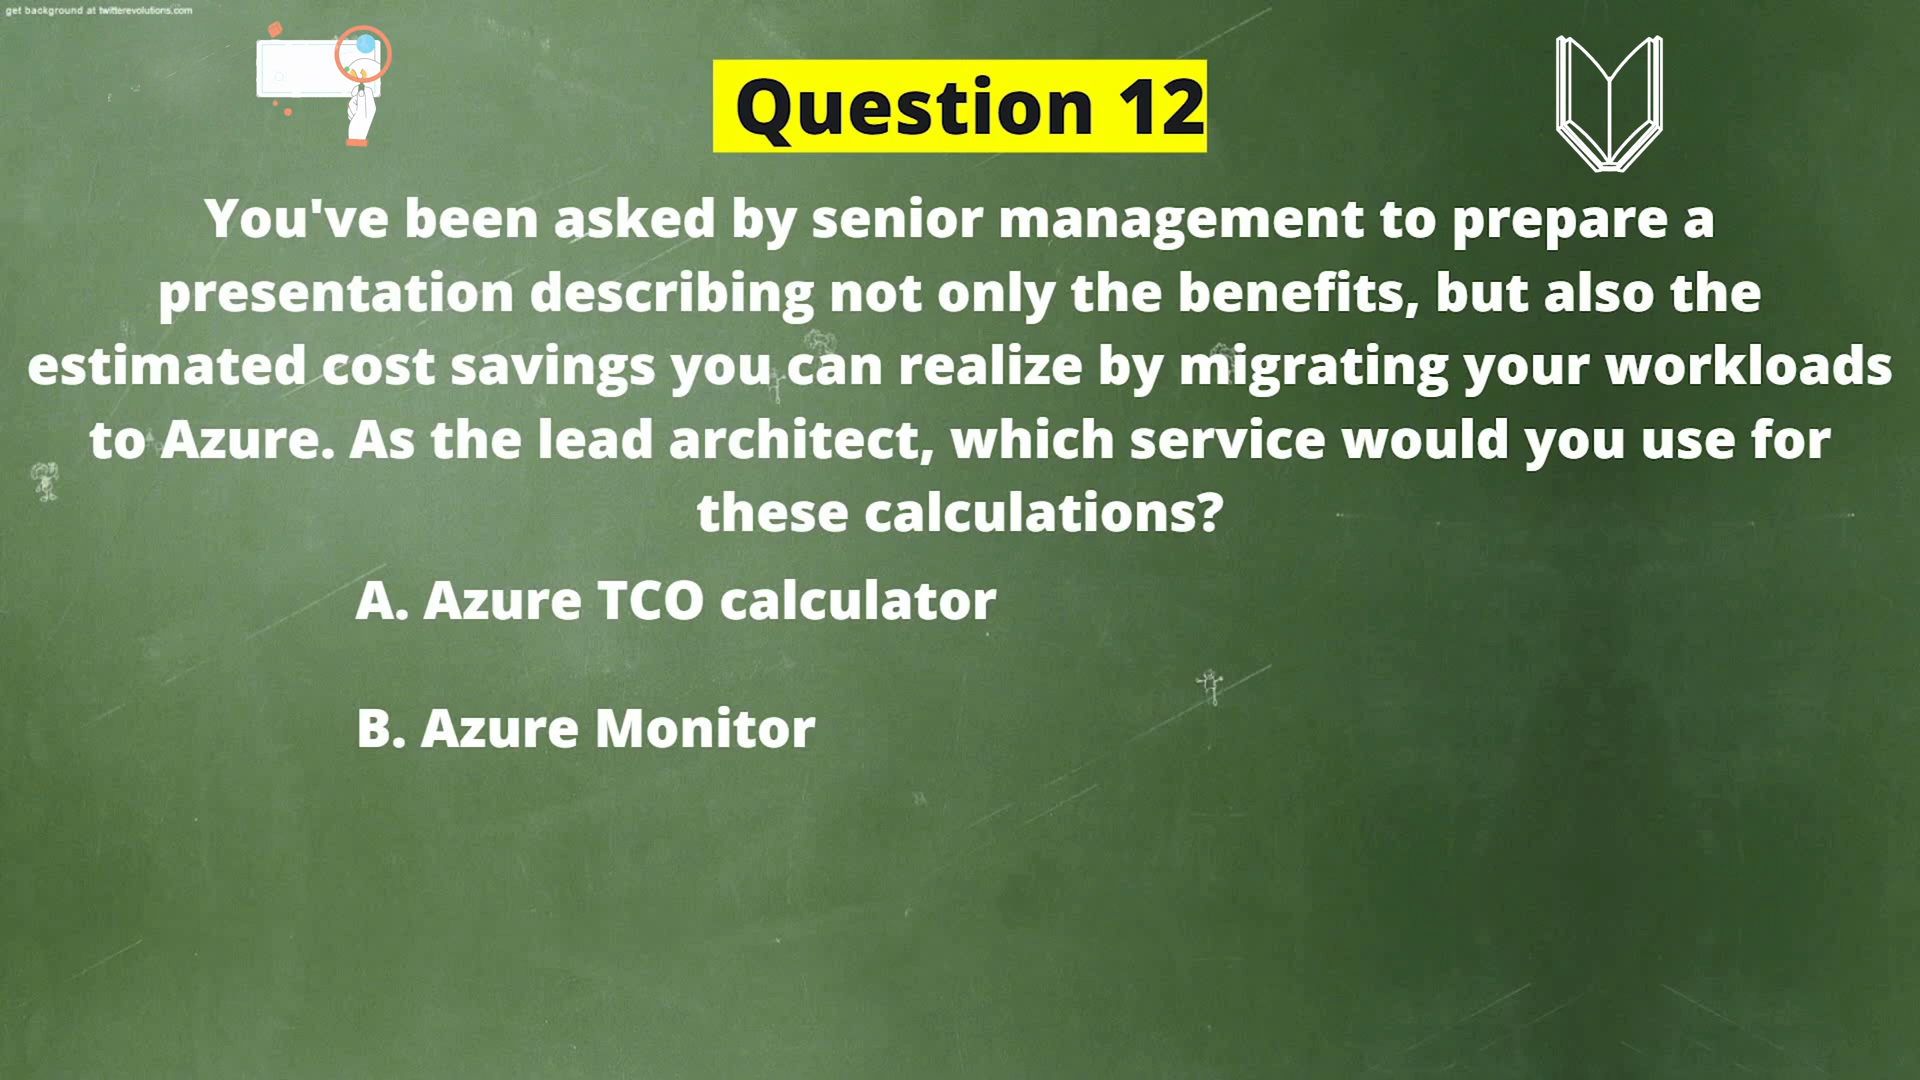 get background at twitterevolutions.com
Question 12
You've been asked by senior management to prepare a
presentation describing not only the benefits, but also the
estimated cost savings you can realize by migrating your workloads
to Azure. As the lead architect, which service would you use for
these calculations?
A. Azure TCO calculator
B. Azure Monitor